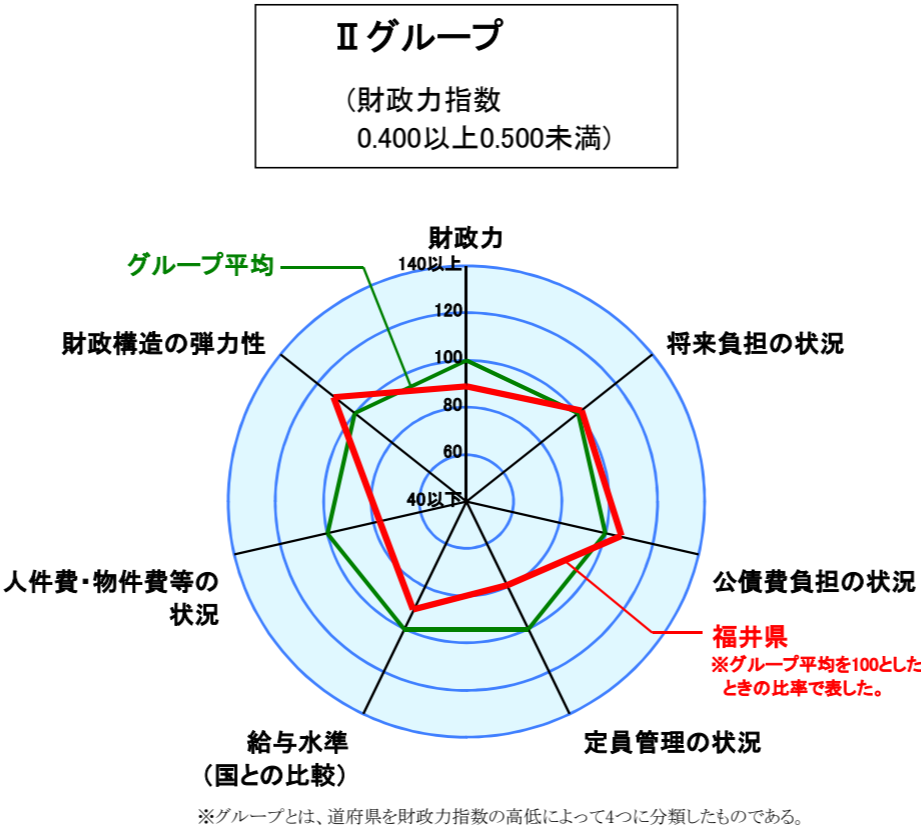 Ⅱグループ
（財政力指数
0.400以上0.500未満）
財政力
140以上
グループ平均
120
財政構造の弾力性
将来負担の状況
100
80
60
40以下
人件費・物件費等の
状況
公債費負担の状況
福井県
※グループ平均を100とした
ときの比率で表した。
給与水準
（国との比較）
定員管理の状況
※グループとは、道府県を財政力指数の高低によって4つに分類したものである。